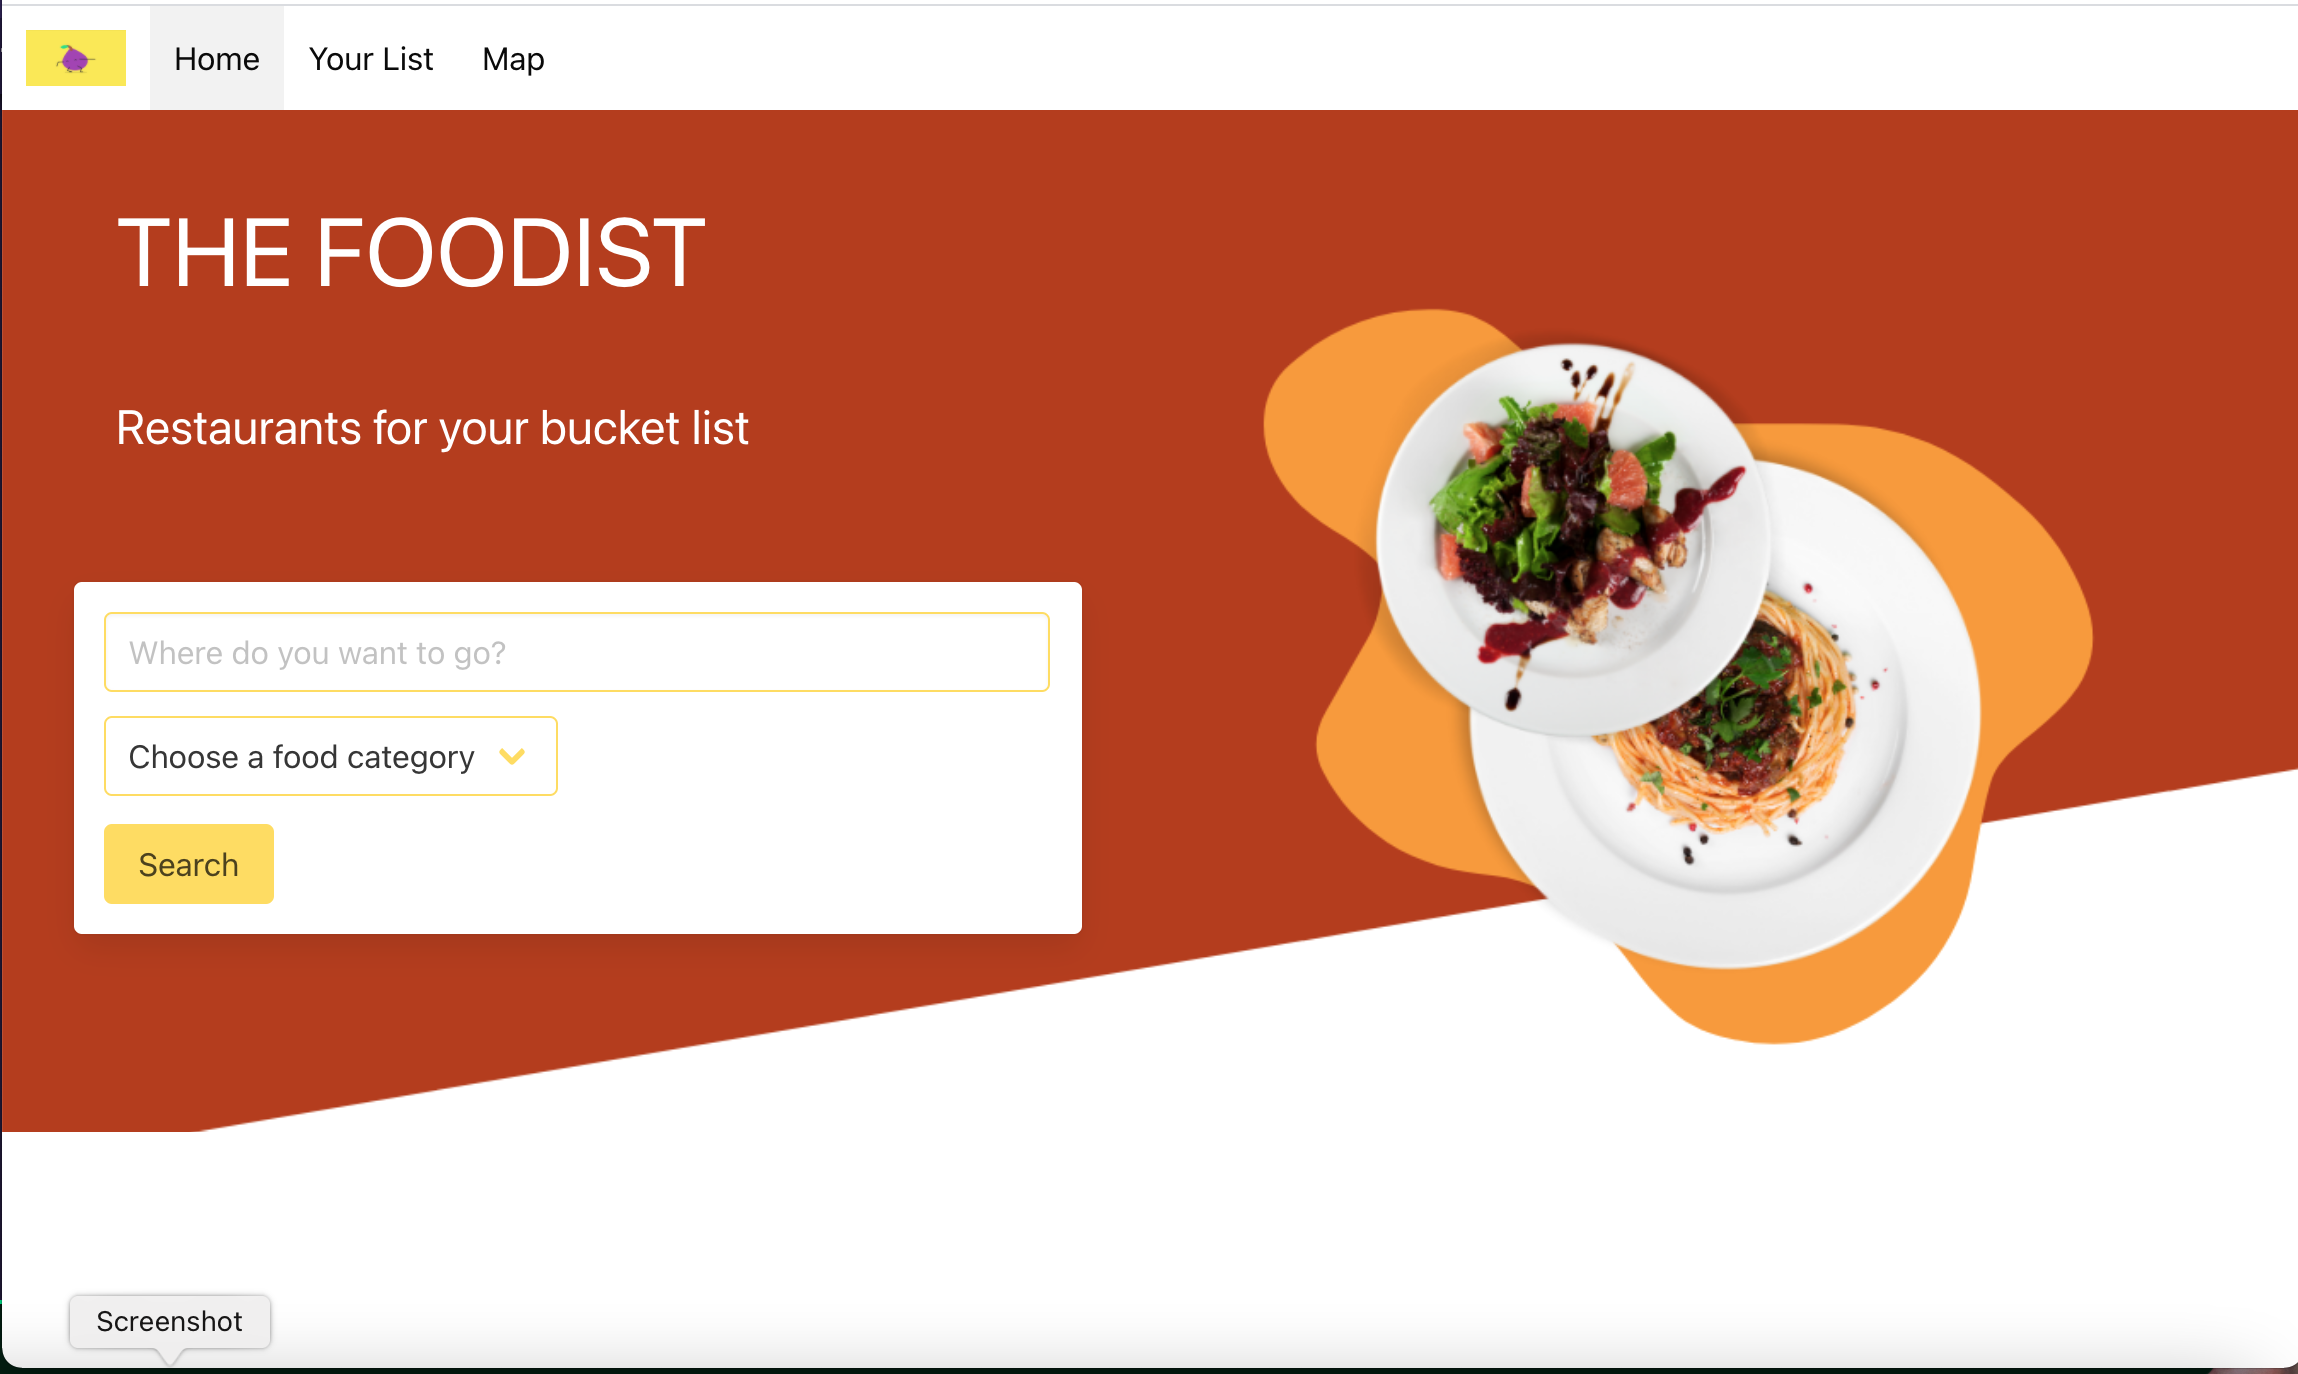 Home Your List Map
THE FOODIST
Restaurants for your bucket list
Where do you want to go?
Choose a food category
Search
Screenshot